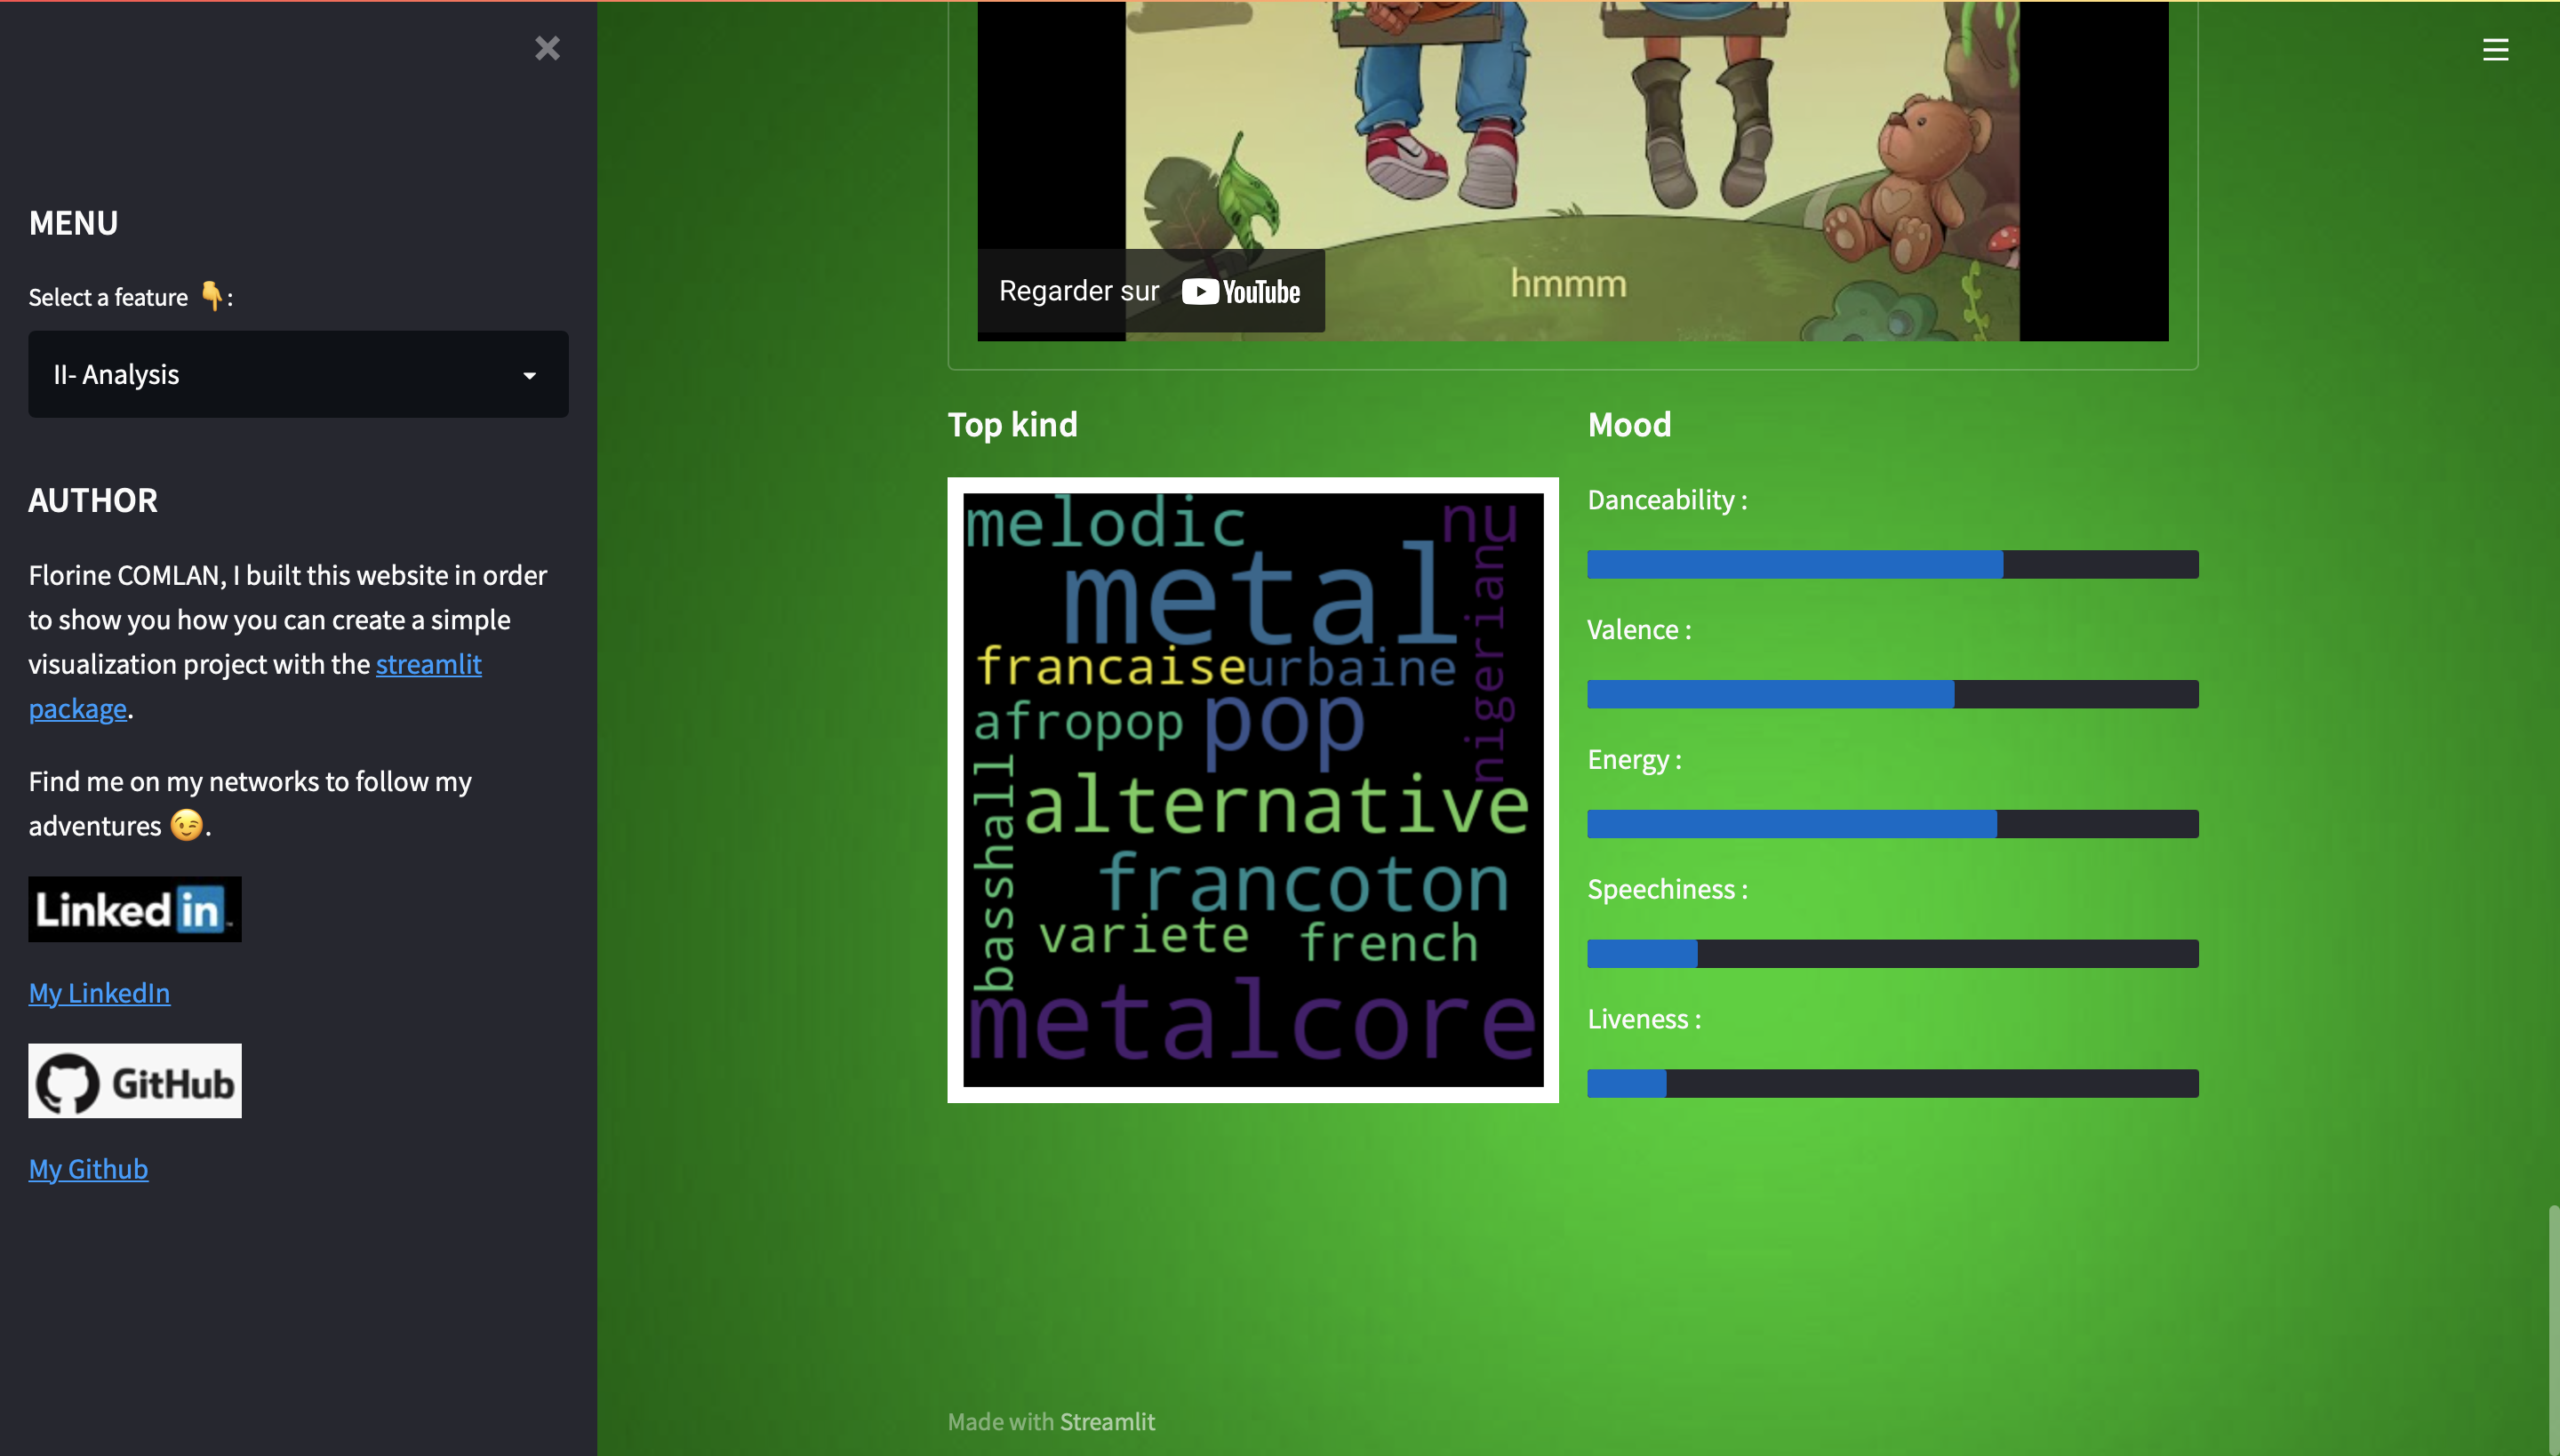 MENU
Select a feature 👇:
II- Analysis
AUTHOR
Florine COMLAN, I built this website in order
to show you how you can create a simple
visualization project with the streamlit
package.
Find me on my networks to follow my
adventures 😉.
Linked in
My LinkedIn
GitHub
My Github
Regarder sur YouTube
hmmm
Top kind
melodic
nu
metal
nigerian
francaise urbaine
afropop pop
basshall
alternative
francoton
variete french
metalcore
Mood
Danceability :
Valence :
Energy :
Speechiness :
Liveness :
Made with Streamlit